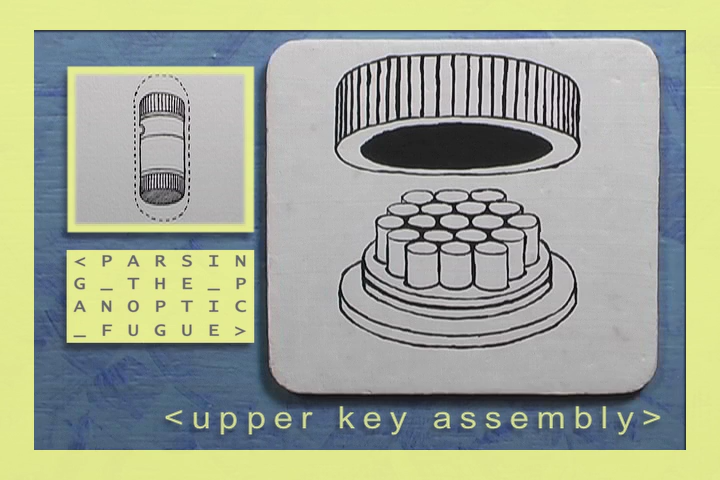 < P A R S I N
G _ T H E _ P
A N O P T I C
_ F U G U E >
<upper key assembly>